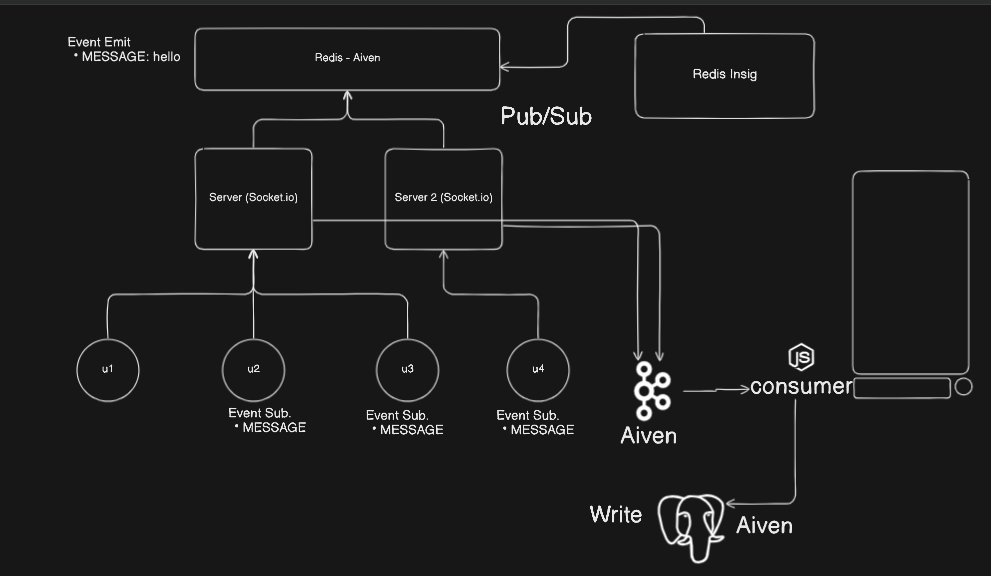 Event Emit
• MESSAGE: hello
Redis - Aiven
Redis Insig
Pub/Sub
Server (Socket.io)
Server 2 (Socket.io)
u1
u2
u3
u4
Event Sub.
• MESSAGE
Event Sub.
• MESSAGE
Event Sub.
• MESSAGE
JS
consumer
Aiven
Write
Aiven